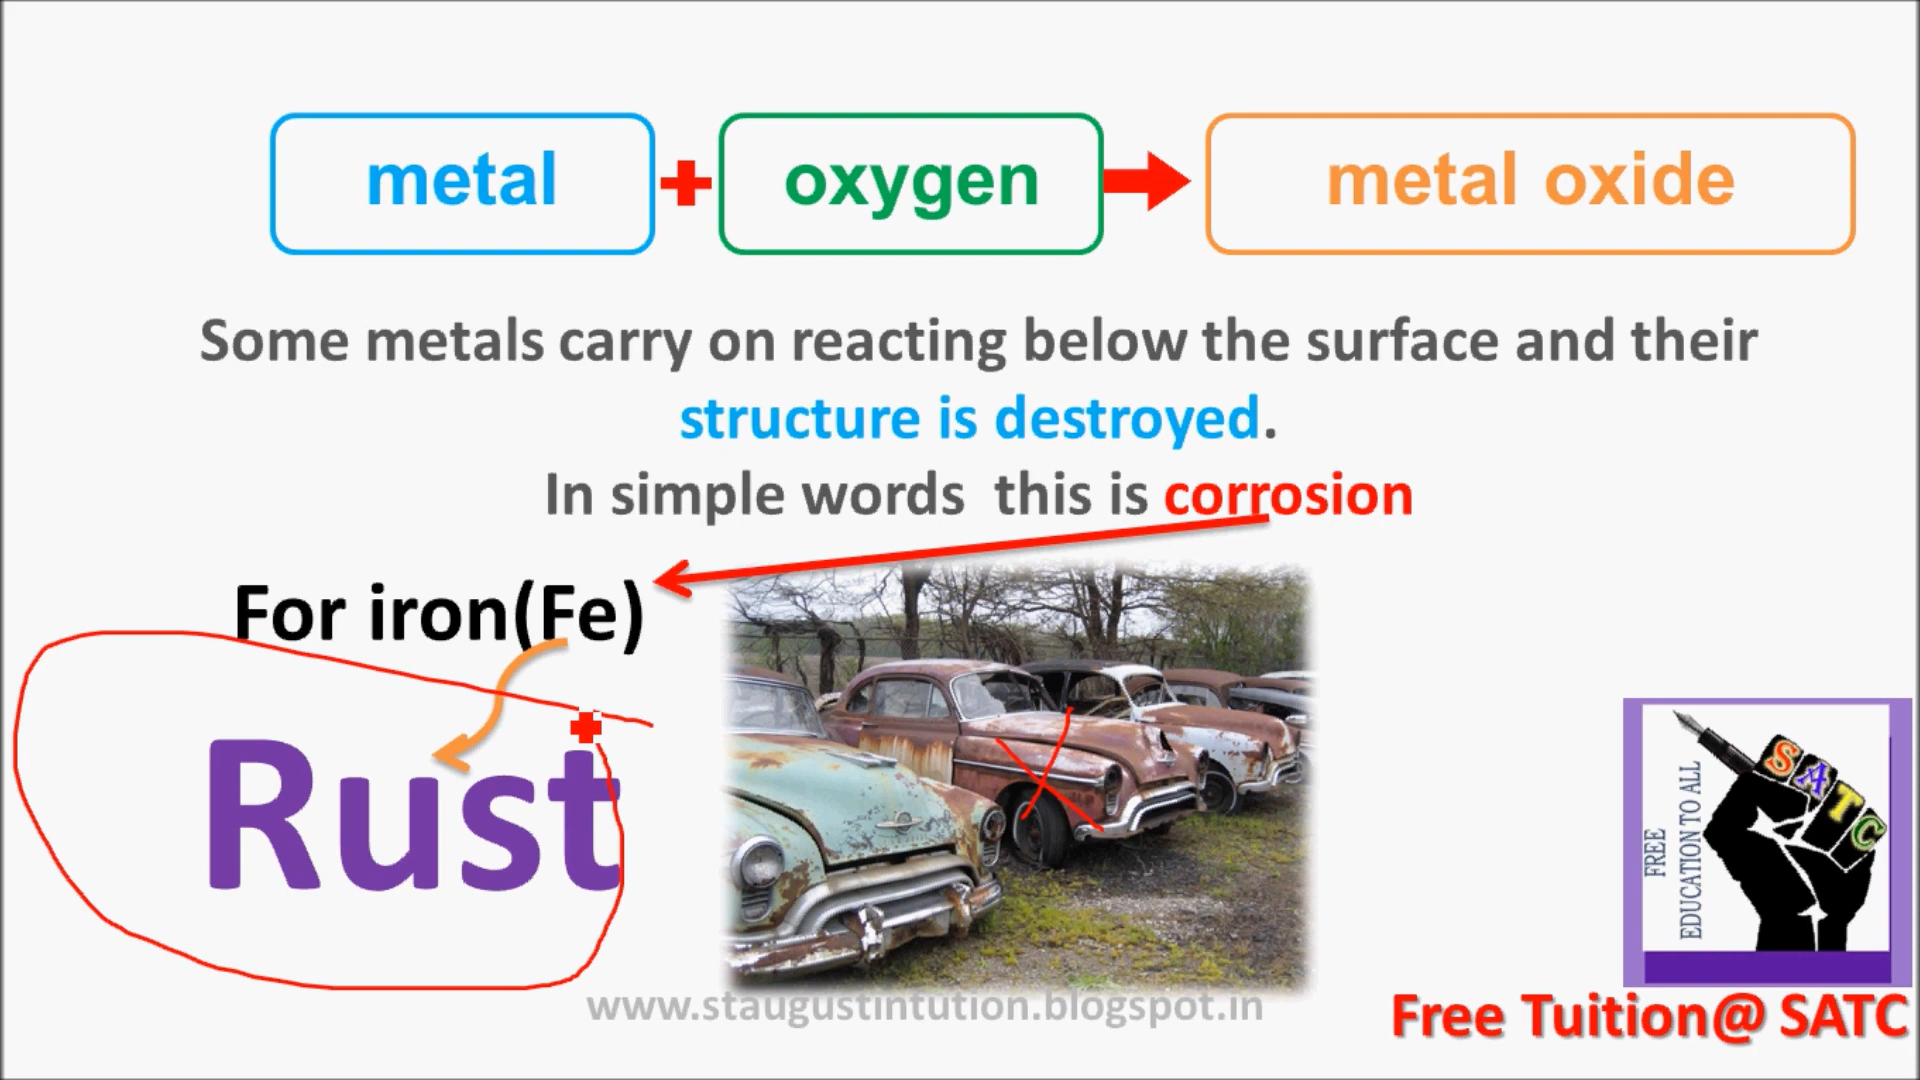 metal + oxygen → metal oxide
Some metals carry on reacting below the surface and their
structure is destroyed.
In simple words this is corrosion
For iron(Fe)
Rust
FREE
EDUCATION TO ALL
SATC
www.staugustintution.blogspot.in
Free Tuition@ SATC